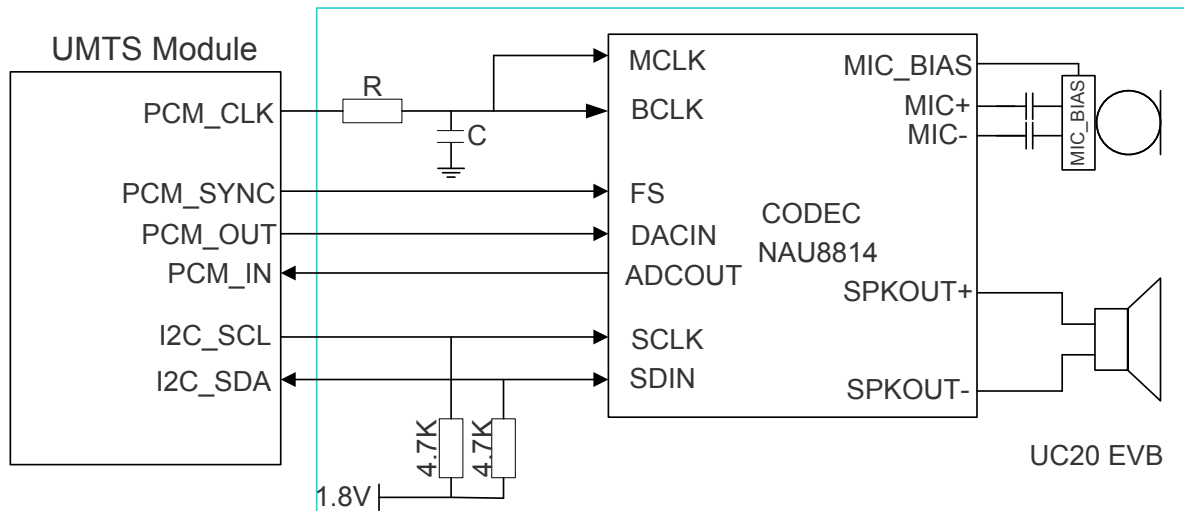 UMTS Module
PCM_CLK
PCM_SYNC
PCM_OUT
PCM_IN
I2C_SCL
I2C_SDA
R
C
4.7K
4.7K
1.8V
MCLK
BCLK
FS
DACIN
ADCOUT
SCLK
SDIN
CODEC
NAU8814
MIC_BIAS
MIC+
MIC-
SPKOUT+
SPKOUT-
MIC_BIAS
UC20 EVB